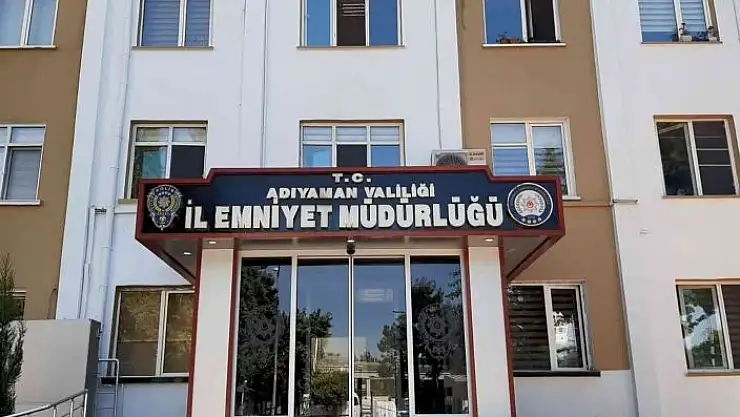 T.C.
ADIYAMAN VALİLİĞİ
İL EMNİYET MÜDÜRLÜĞÜ